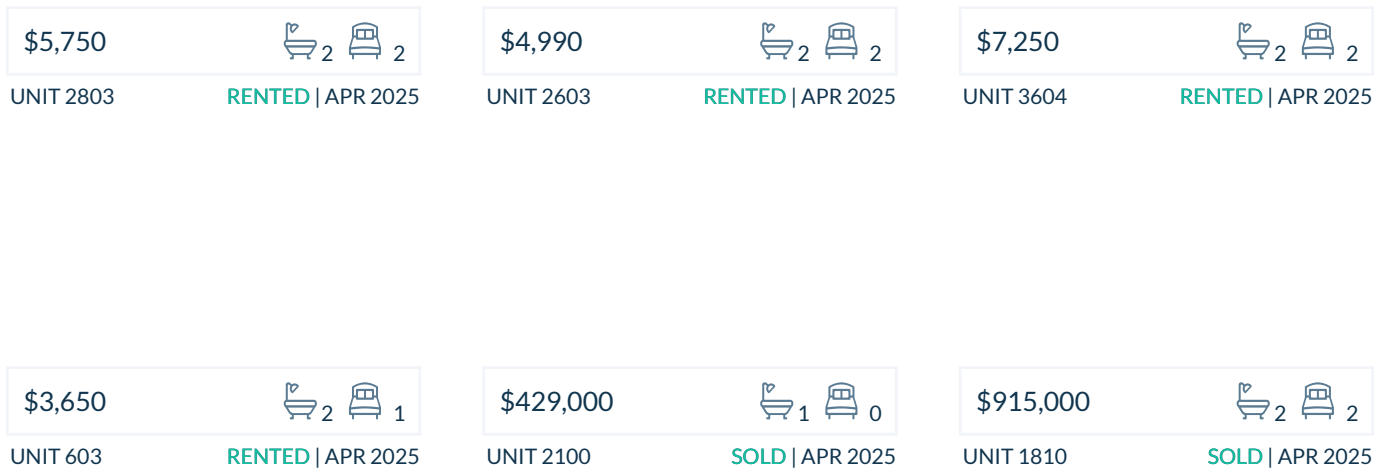 $5,750 2 2
UNIT 2803 RENTED | APR 2025
$4,990 2 2
UNIT 2603 RENTED | APR 2025
$7,250 2 2
UNIT 3604 RENTED | APR 2025
$3,650 2 1
UNIT 603 RENTED | APR 2025
$429,000 1 0
UNIT 2100 SOLD | APR 2025
$915,000 2 2
UNIT 1810 SOLD | APR 2025